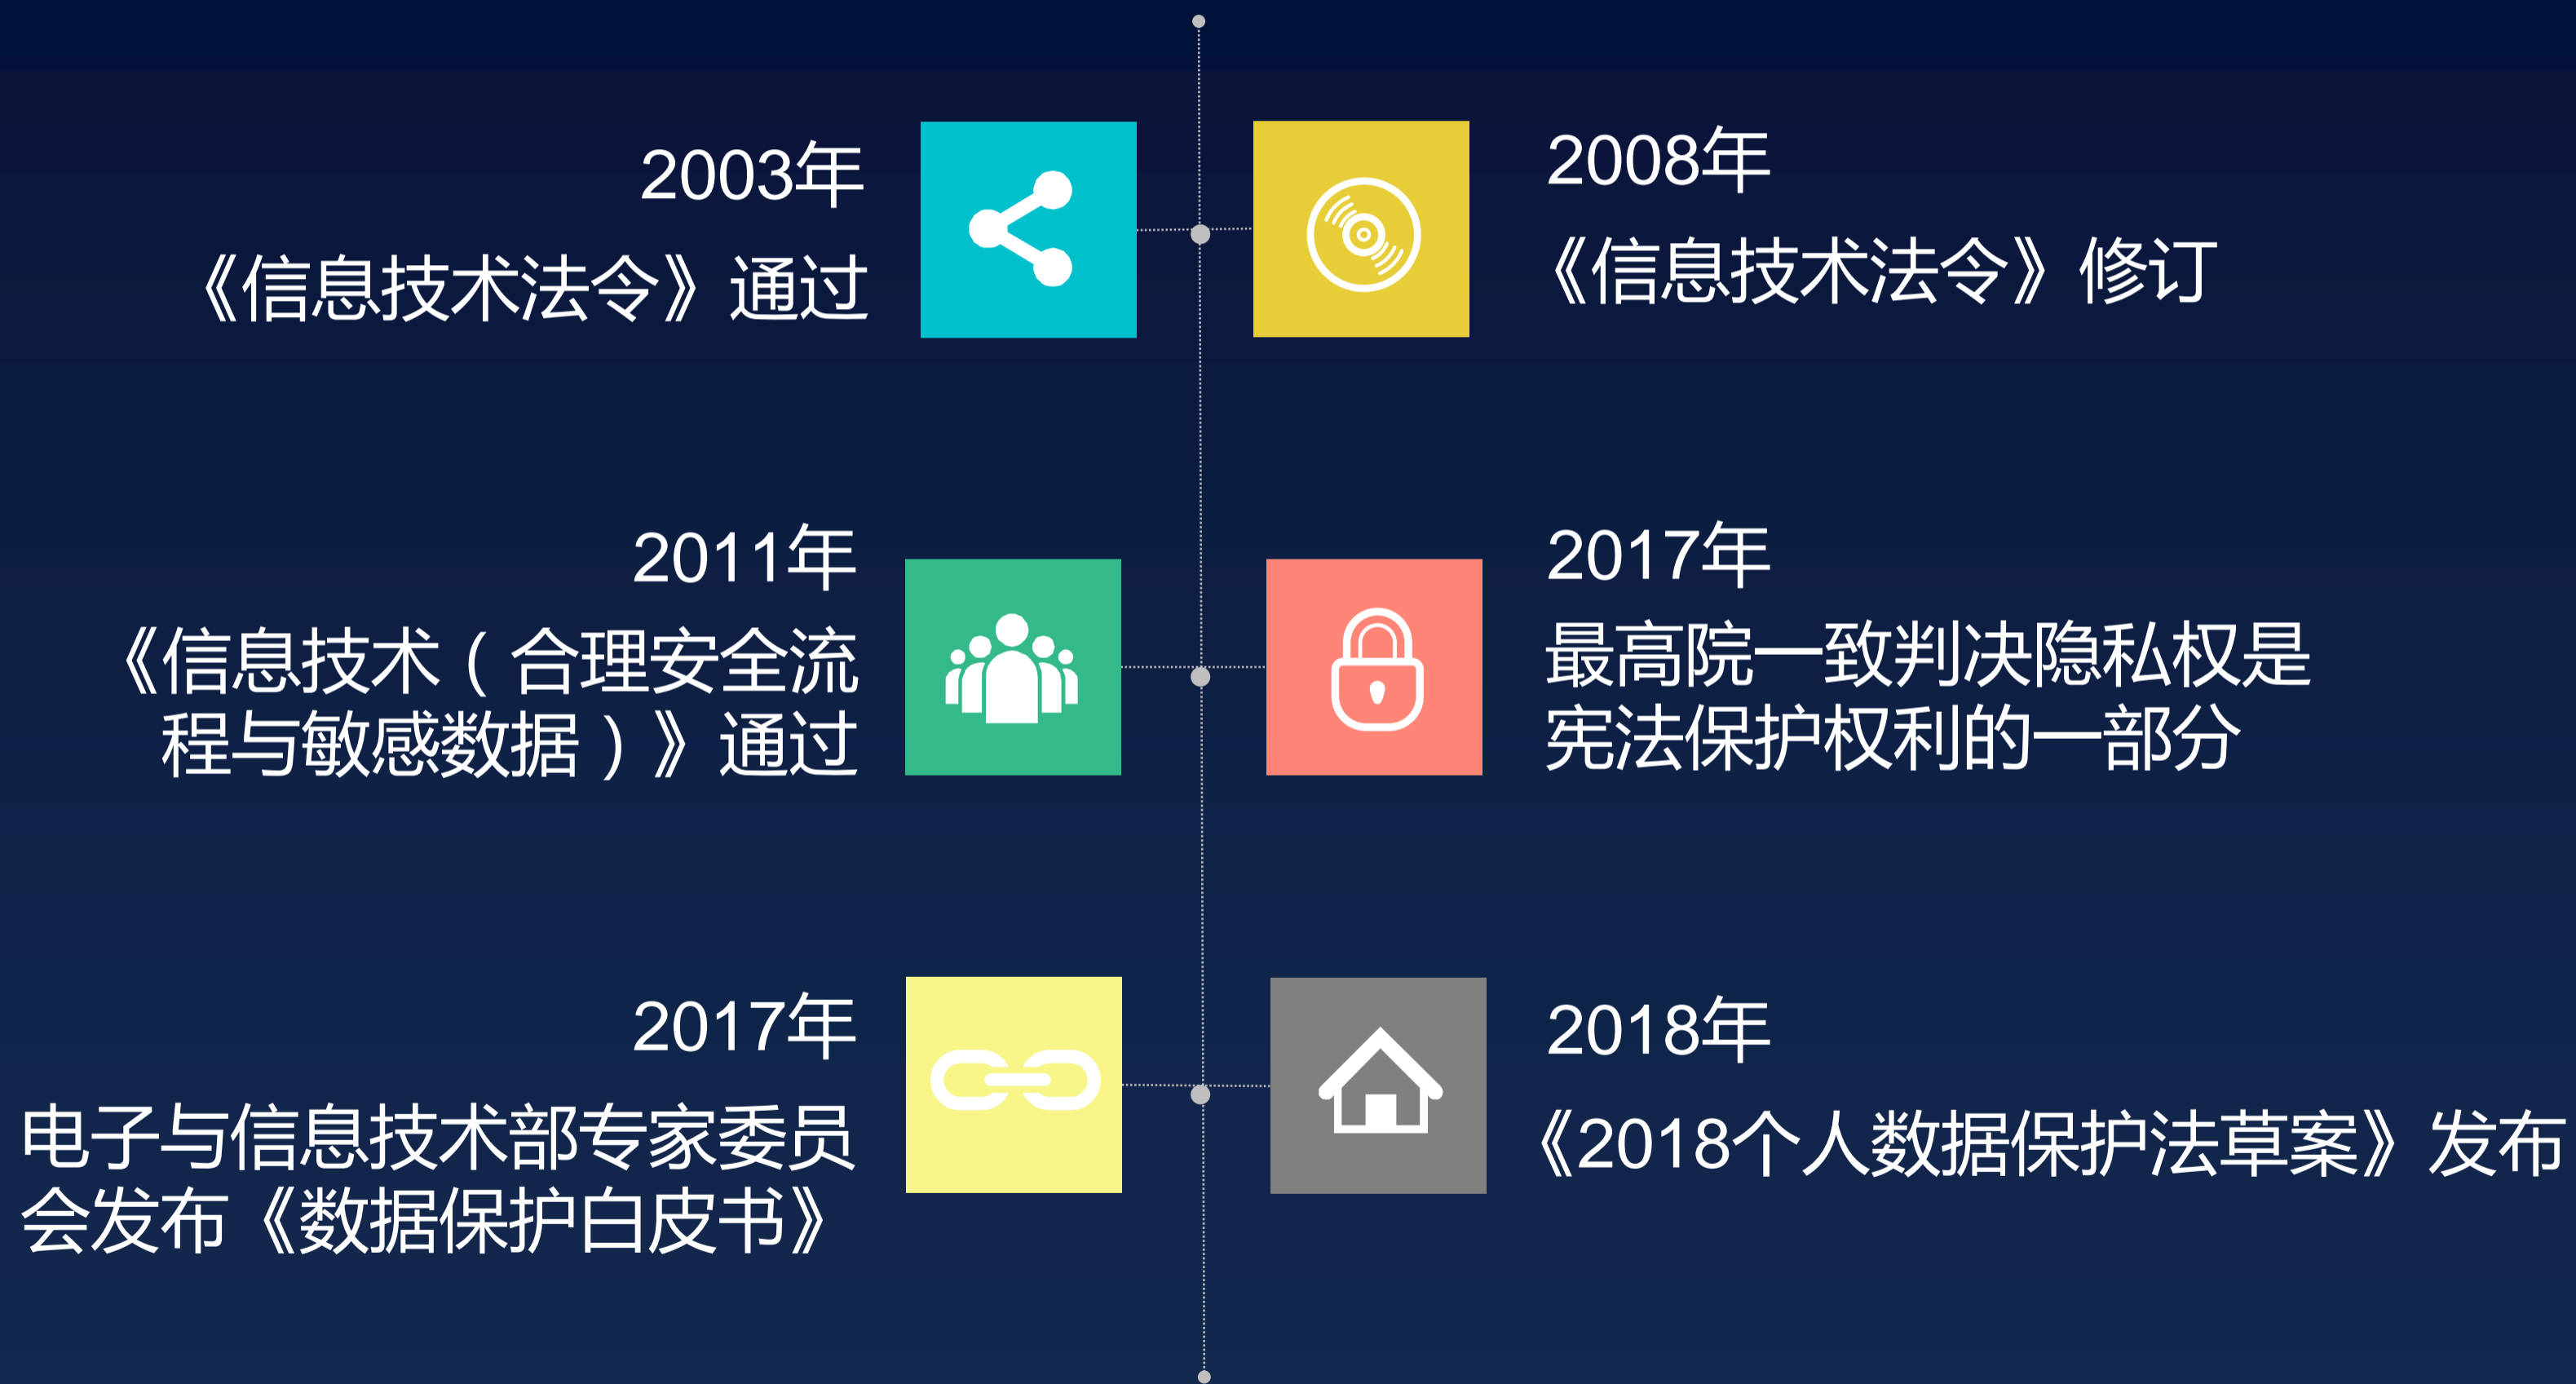 2003年
《信息技术法令》通过
2008年
《信息技术法令》修订
2011年
《信息技术（合理安全流
程与敏感数据）》通过
2017年
最高院一致判决隐私权是
宪法保护权利的一部分
2017年
电子与信息技术部专家委员
会发布《数据保护白皮书》
2018年
《2018个人数据保护法草案》发布